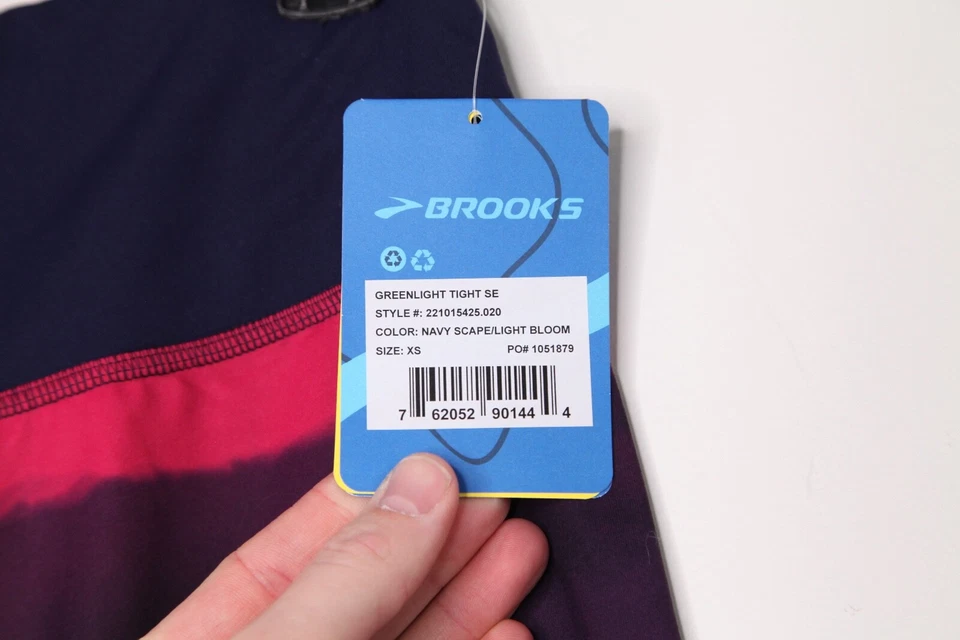 BROOKS
GREENLIGHT TIGHT SE
STYLE #: 221015425.020
COLOR: NAVY SCAPE/LIGHT BLOOM
SIZE: XS PO# 1051879
7 62052 90144 4